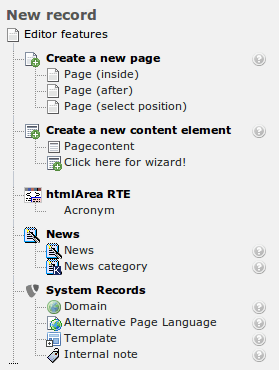 New record
Editor features
Create a new page
Page (inside)
Page (after)
Page (select position)
Create a new content element
Pagecontent
Click here for wizard!
htmlArea RTE
Acronym
News
News
News category
System Records
Domain
Alternative Page Language
Template
Internal note